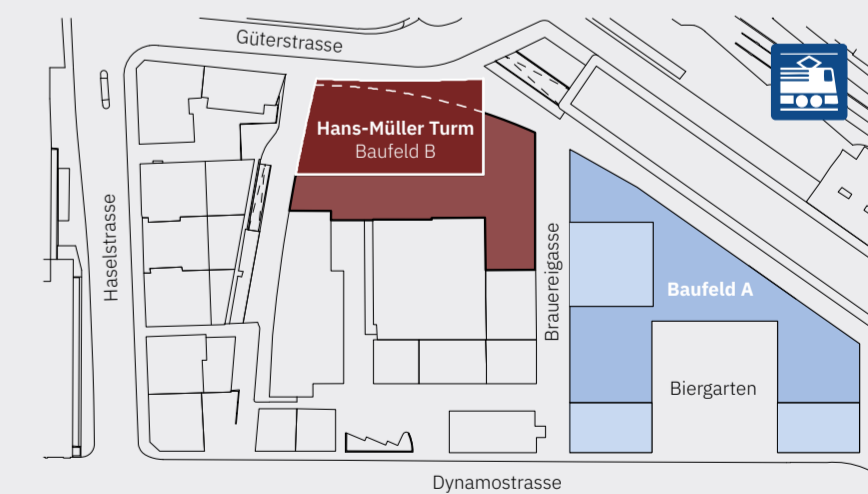 Güterstrasse
Hans-Müller Turm
Baufeld B
Haselstrasse
Brauereigasse
Baufeld A
Biergarten
Dynamostrasse